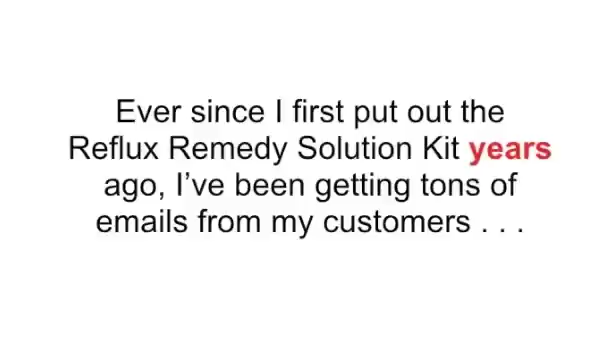 Ever since I first put out the
Reflux Remedy Solution Kit years
ago, I’ve been getting tons of
emails from my customers . . .